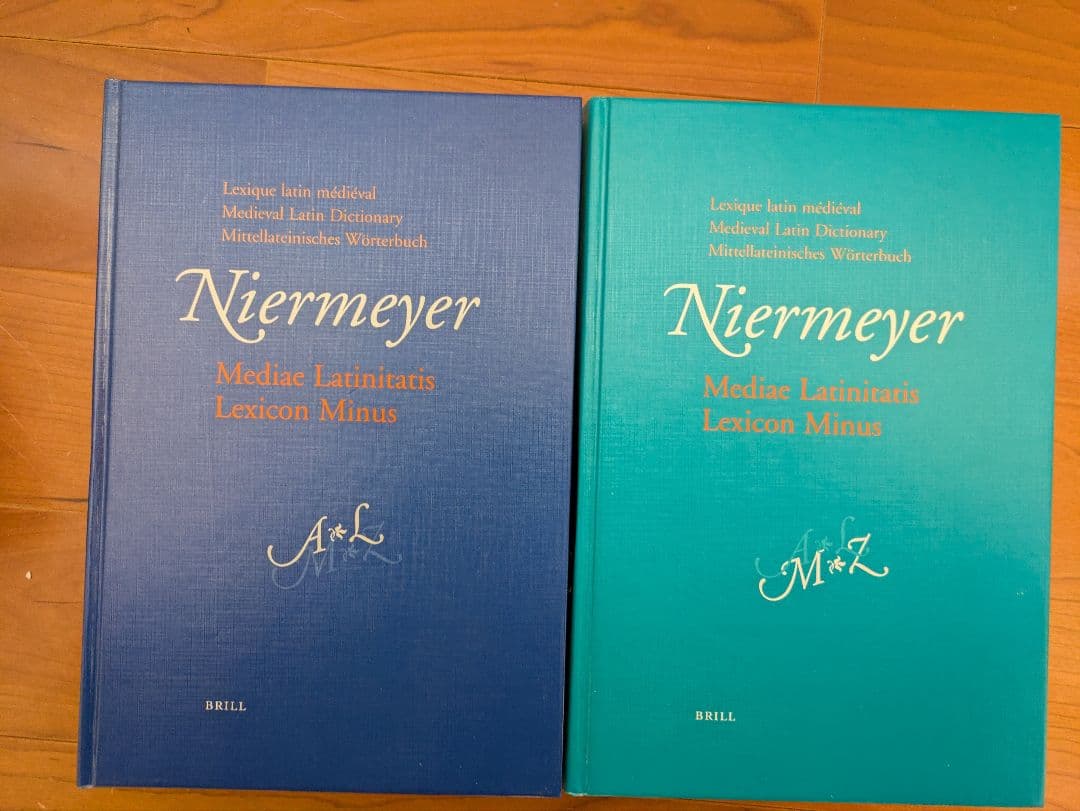 Lexique latin médiéval
Medieval Latin Dictionary
Mittellateinisches Wörterbuch
Niermeyer
Mediae Latinitatis
Lexicon Minus
A*L
M*Z
BRILL
Lexique latin médiéval
Medieval Latin Dictionary
Mittellateinisches Wörterbuch
Niermeyer
Mediae Latinitatis
Lexicon Minus
A*L
M*Z
BRILL